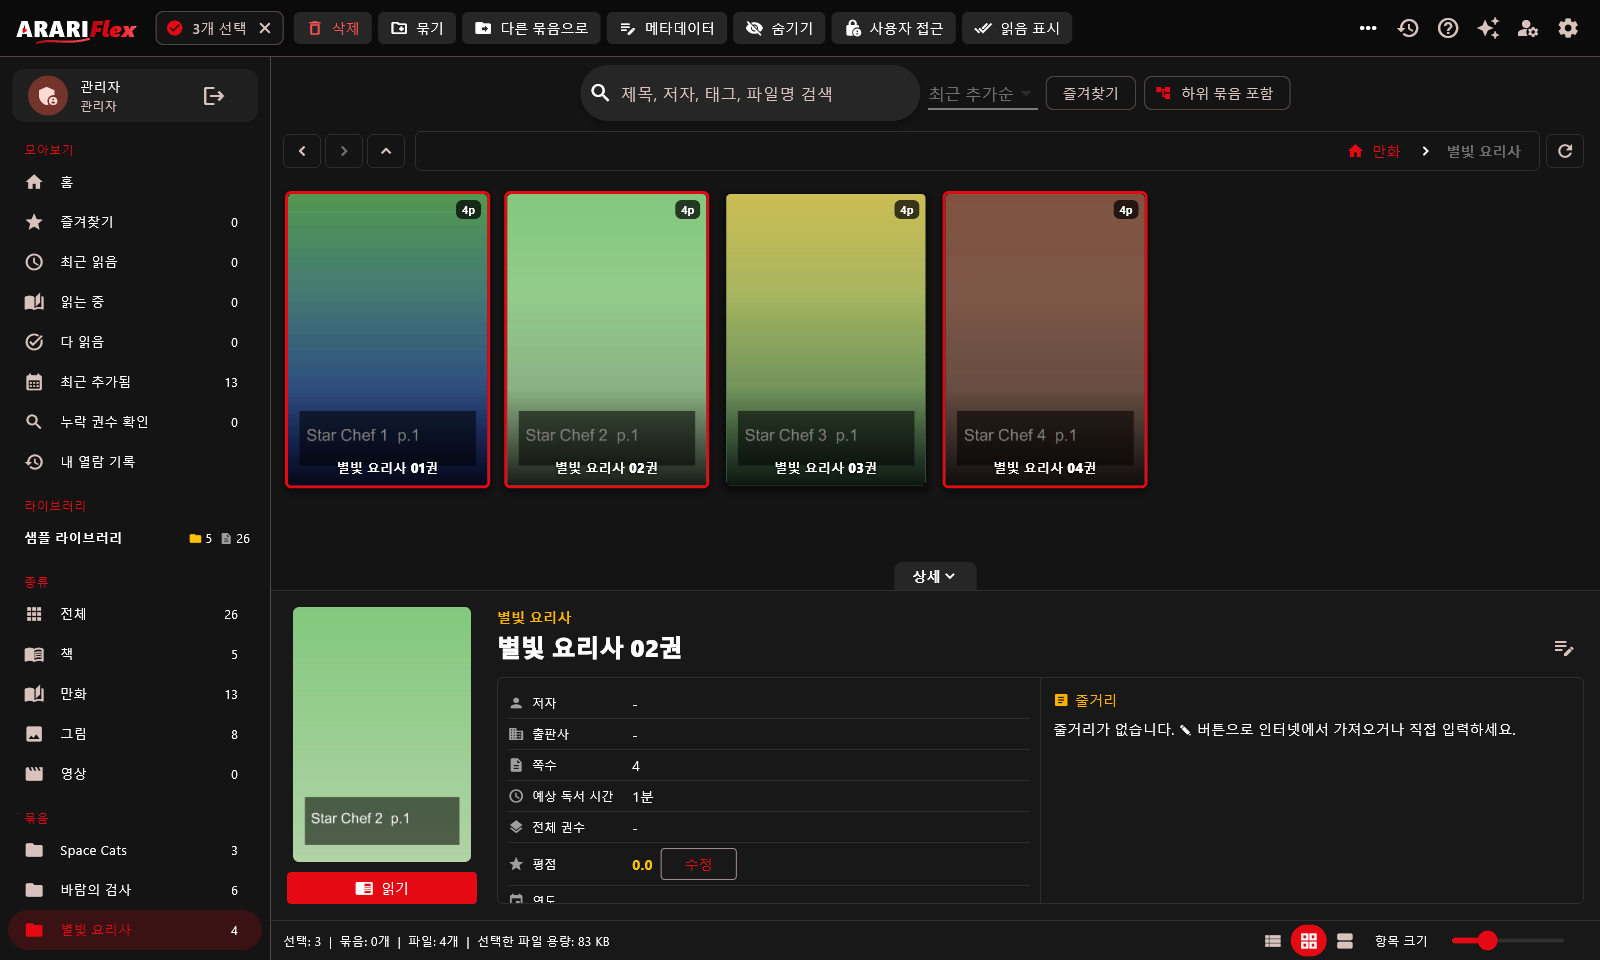 ARARIFlex
3개 선택
삭제
묶기
다른 묶음으로
메타데이터
숨기기
사용자 접근
읽음 표시
관리자
관리자
제목, 저자, 태그, 파일명 검색
최근 추가순
즐겨찾기
하위 묶음 포함
만화
별빛 요리사
모아보기
홈
즐겨찾기 0
최근 읽음 0
읽는 중 0
다 읽음 0
최근 추가됨 13
누락 권수 확인 0
내 열람 기록
라이브러리
샘플 라이브러리 5 26
종류
전체 26
책 5
만화 13
그림 8
영상 0
묶음
Space Cats 3
바람의 검사 6
별빛 요리사 4
4p
Star Chef 1 p.1
별빛 요리사 01권
4p
Star Chef 2 p.1
별빛 요리사 02권
4p
Star Chef 3 p.1
별빛 요리사 03권
4p
Star Chef 4 p.1
별빛 요리사 04권
상세
Star Chef 2 p.1
읽기
별빛 요리사
별빛 요리사 02권
저자 -
출판사 -
쪽수 4
예상 독서 시간 1분
전체 권수 -
평점 0.0 수정
연도
줄거리
줄거리가 없습니다. 버튼으로 인터넷에서 가져오거나 직접 입력하세요.
선택: 3 | 묶음: 0개 | 파일: 4개 | 선택한 파일 용량: 83 KB
항목 크기